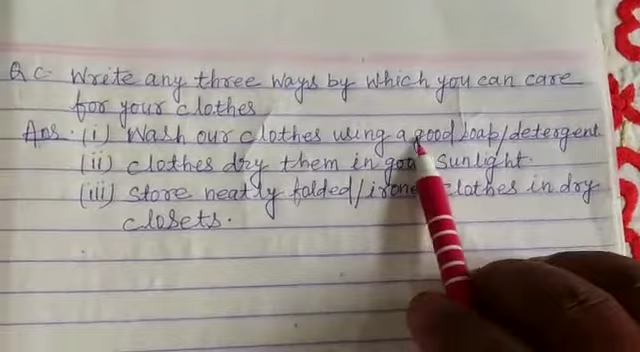 Q C. Write any three ways by which you can care
for your clothes
Ans. (i) Wash our clothes using a good soap/detergent
(ii) Clothes dry them in good sunlight.
(iii) Store neatly folded/ironed clothes in dry
closets.